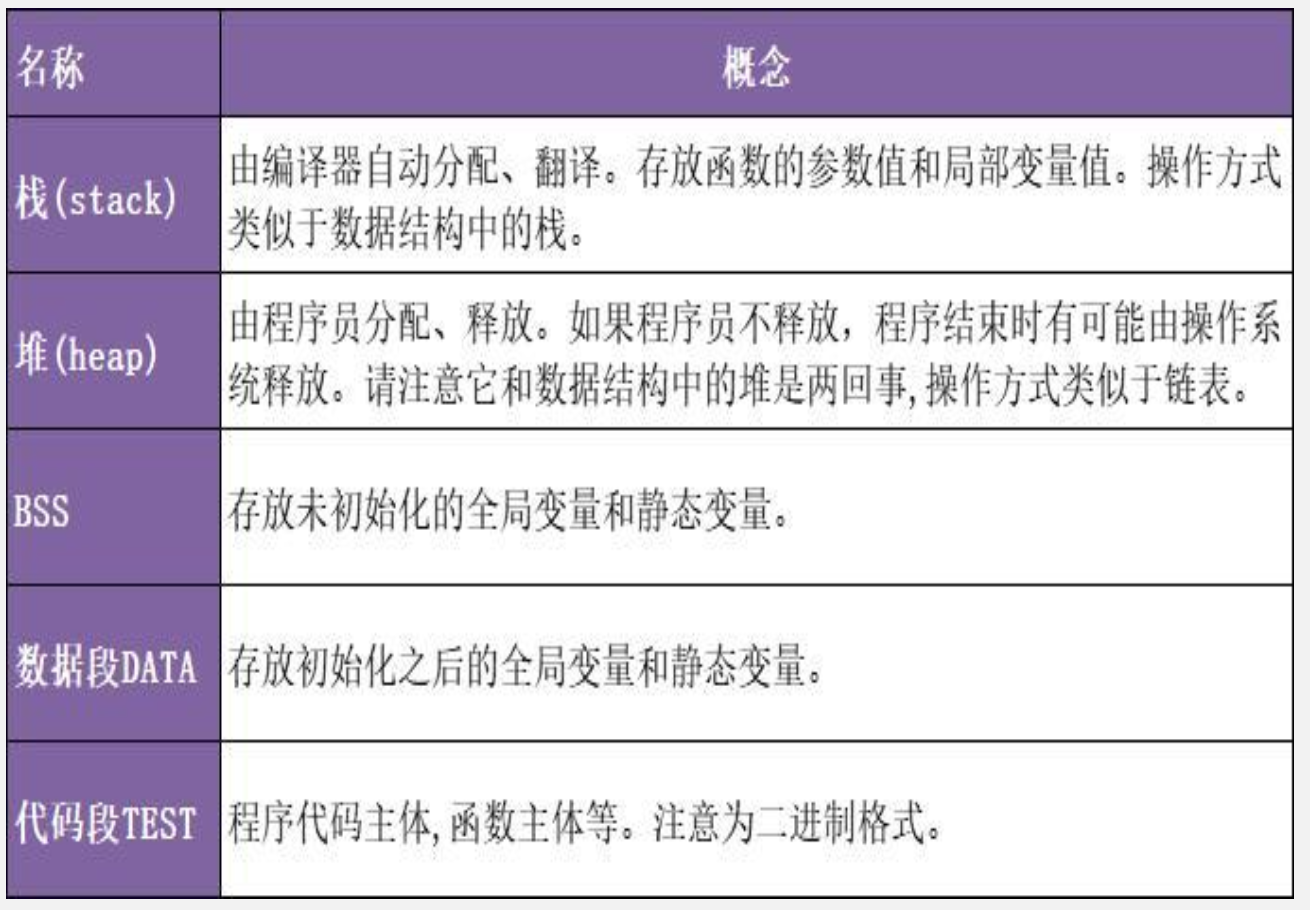 名称
概念
栈(stack)
由编译器自动分配、翻译。存放函数的参数值和局部变量值。操作方式
类似于数据结构中的栈。
堆(heap)
由程序员分配、释放。如果程序员不释放，程序结束时有可能由操作系
统释放。请注意它和数据结构中的堆是两回事,操作方式类似于链表。
BSS
存放未初始化的全局变量和静态变量。
数据段DATA
存放初始化之后的全局变量和静态变量。
代码段TEST
程序代码主体,函数主体等。注意为二进制格式。